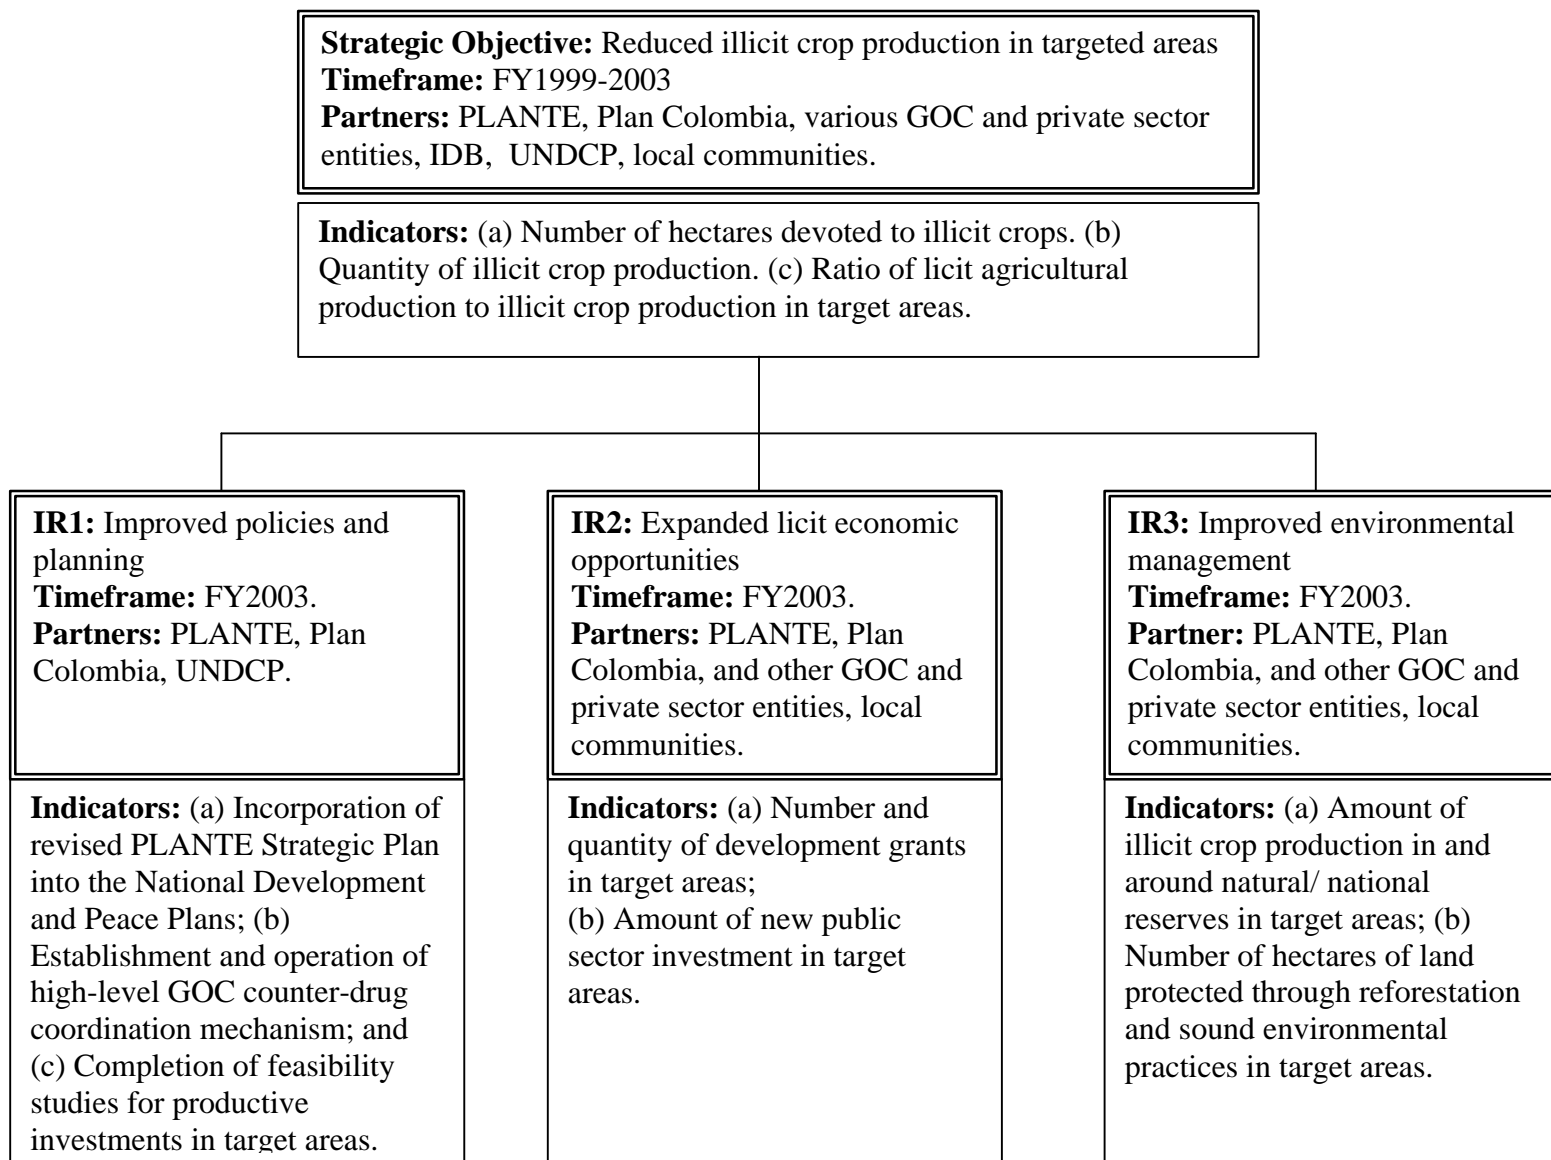 Strategic Objective: Reduced illicit crop production in targeted areas
Timeframe: FY1999-2003
Partners: PLANTE, Plan Colombia, various GOC and private sector
entities, IDB, UNDCP, local communities.
Indicators: (a) Number of hectares devoted to illicit crops. (b)
Quantity of illicit crop production. (c) Ratio of licit agricultural
production to illicit crop production in target areas.
IR1: Improved policies and
planning
Timeframe: FY2003.
Partners: PLANTE, Plan
Colombia, UNDCP.
Indicators: (a) Incorporation of
revised PLANTE Strategic Plan
into the National Development
and Peace Plans; (b)
Establishment and operation of
high-level GOC counter-drug
coordination mechanism; and
(c) Completion of feasibility
studies for productive
investments in target areas.
IR2: Expanded licit economic
opportunities
Timeframe: FY2003.
Partners: PLANTE, Plan
Colombia, and other GOC and
private sector entities, local
communities.
Indicators: (a) Number and
quantity of development grants
in target areas;
(b) Amount of new public
sector investment in target
areas.
IR3: Improved environmental
management
Timeframe: FY2003.
Partner: PLANTE, Plan
Colombia, and other GOC and
private sector entities, local
communities.
Indicators: (a) Amount of
illicit crop production in and
around natural/ national
reserves in target areas; (b)
Number of hectares of land
protected through reforestation
and sound environmental
practices in target areas.